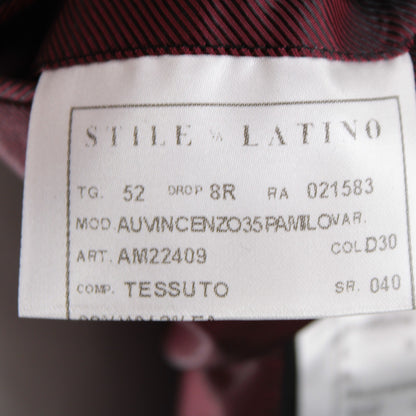 STILE LATINO
TG. 52 DROP 8R RA 021583
MOD. AUVINCENZO35PAMILO VAR.
ART. AM22409 COL D30
COMP. TESSUTO SR. 040